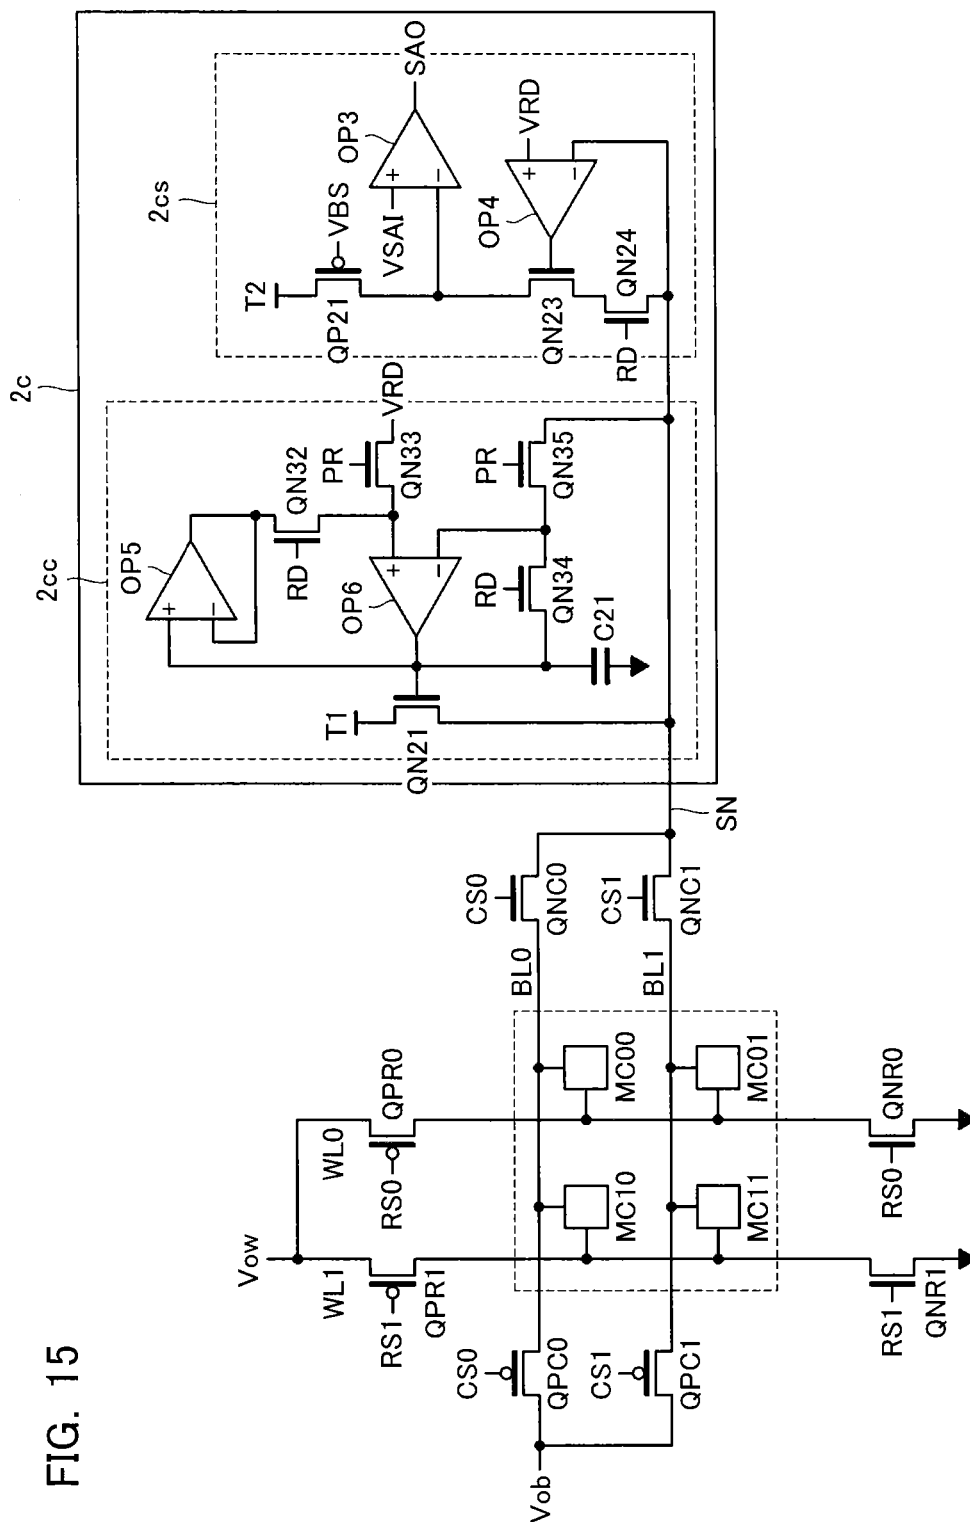 FIG. 15
2c
2cc
2cs
OP5
T1
QN21
QN32
RD
PR
VRD
QN33
OP6
RD
QN34
PR
QN35
C21
T2
VBS
QP21
VSAI
OP3
SAO
OP4
VRD
QN23
QN24
RD
SN
Vow
WL1
RS1
QPR1
WL0
RS0
QPR0
Vob
CS0
QPC0
CS1
QPC1
BL0
BL1
MC10
MC00
MC11
MC01
CS0
QNC0
CS1
QNC1
RS1
QNR1
RS0
QNR0